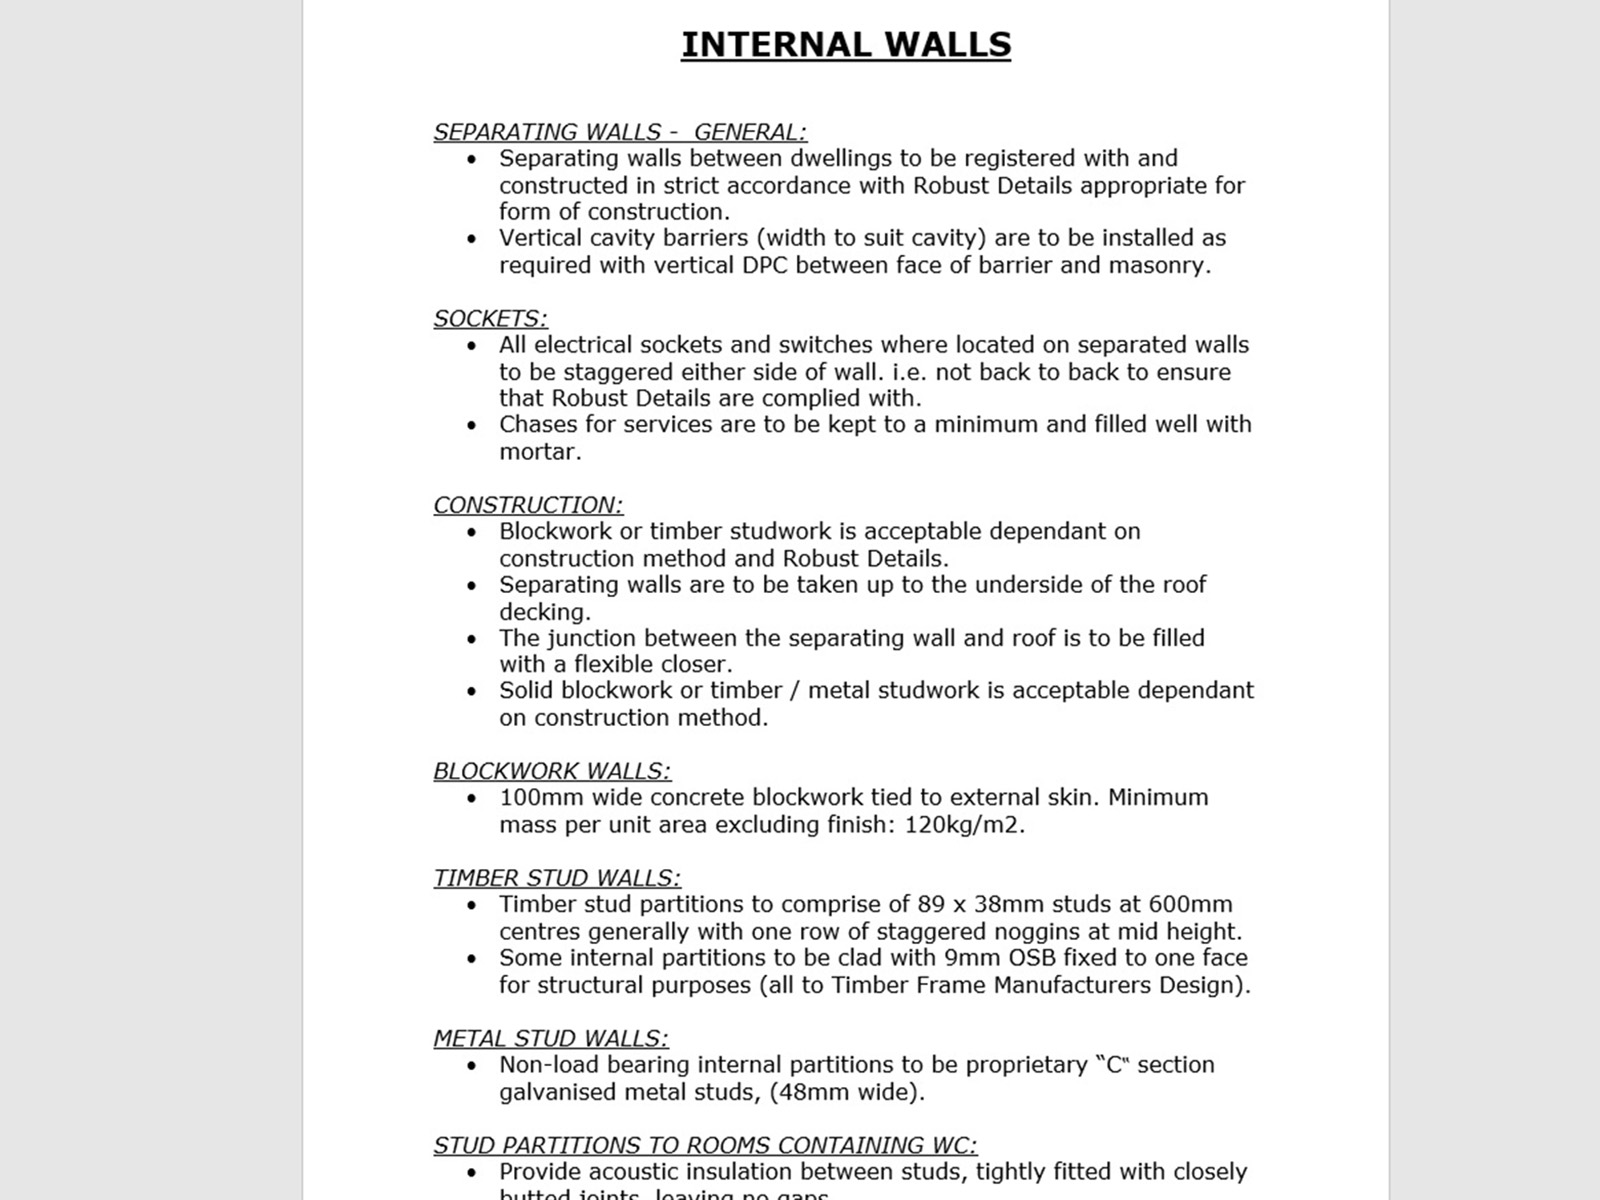 INTERNAL WALLS
SEPARATING WALLS -  GENERAL:
• Separating walls between dwellings to be registered with and
constructed in strict accordance with Robust Details appropriate for
form of construction.
• Vertical cavity barriers (width to suit cavity) are to be installed as
required with vertical DPC between face of barrier and masonry.
SOCKETS:
• All electrical sockets and switches where located on separated walls
to be staggered either side of wall. i.e. not back to back to ensure
that Robust Details are complied with.
• Chases for services are to be kept to a minimum and filled well with
mortar.
CONSTRUCTION:
• Blockwork or timber studwork is acceptable dependant on
construction method and Robust Details.
• Separating walls are to be taken up to the underside of the roof
decking.
• The junction between the separating wall and roof is to be filled
with a flexible closer.
• Solid blockwork or timber / metal studwork is acceptable dependant
on construction method.
BLOCKWORK WALLS:
• 100mm wide concrete blockwork tied to external skin. Minimum
mass per unit area excluding finish: 120kg/m2.
TIMBER STUD WALLS:
• Timber stud partitions to comprise of 89 x 38mm studs at 600mm
centres generally with one row of staggered noggins at mid height.
• Some internal partitions to be clad with 9mm OSB fixed to one face
for structural purposes (all to Timber Frame Manufacturers Design).
METAL STUD WALLS:
• Non-load bearing internal partitions to be proprietary “C” section
galvanised metal studs, (48mm wide).
STUD PARTITIONS TO ROOMS CONTAINING WC:
• Provide acoustic insulation between studs, tightly fitted with closely
butted joints, leaving no gaps